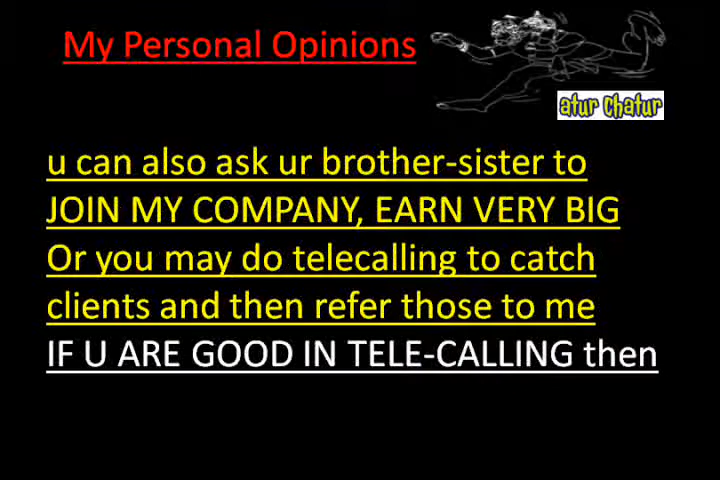 My Personal Opinions
atur chatur
u can also ask ur brother-sister to
JOIN MY COMPANY, EARN VERY BIG
Or you may do telecalling to catch
clients and then refer those to me
IF U ARE GOOD IN TELE-CALLING then